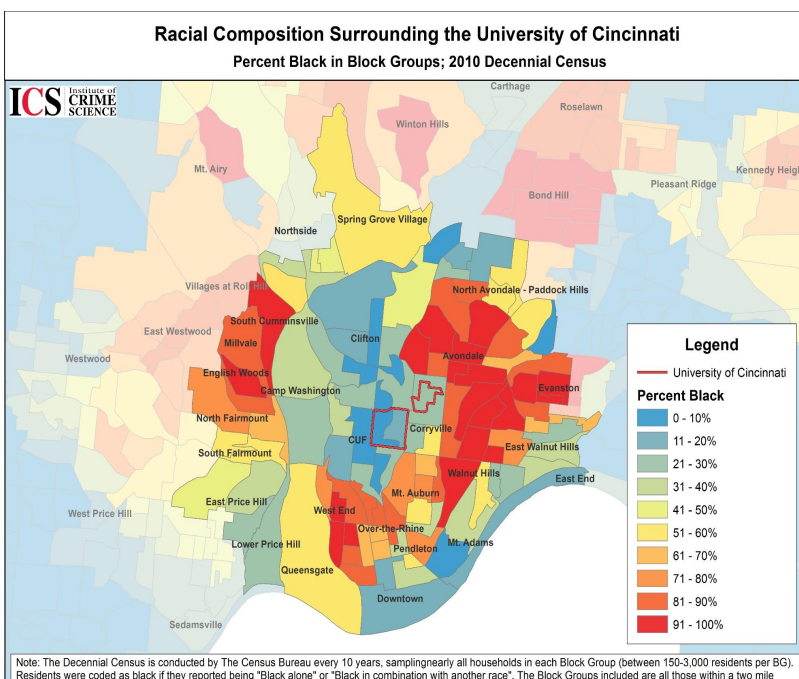 Racial Composition Surrounding the University of Cincinnati
Percent Black in Block Groups; 2010 Decennial Census
ICS Institute of
CRIME
SCIENCE
Carthage
Roselawn
Winton Hills
Mt. Airy
Kennedy Heigh
Pleasant Ridge
Bond Hill
Spring Grove Village
Northside
Villages at Roll Hill
North Avondale - Paddock Hills
South Cumminsville
East Westwood
Clifton
Millvale
Avondale
Westwood
English Woods
Camp Washington
Evanston
North Fairmount
Corryville
CUF
South Fairmount
East Walnut Hills
Walnut Hills
East End
Mt. Auburn
East Price Hill
West End
West Price Hill
Over-the-Rhine
Lower Price Hill
Pendleton
Mt. Adams
Queensgate
Downtown
Sedamsville
Legend
University of Cincinnati
Percent Black
0 - 10%
11 - 20%
21 - 30%
31 - 40%
41 - 50%
51 - 60%
61 - 70%
71 - 80%
81 - 90%
91 - 100%
Note: The Decennial Census is conducted by The Census Bureau every 10 years, samplingnearly all households in each Block Group (between 150-3,000 residents per BG).
Residents were coded as black if they reported being "Black alone" or "Black in combination with another race". The Block Groups included are all those within a two mile